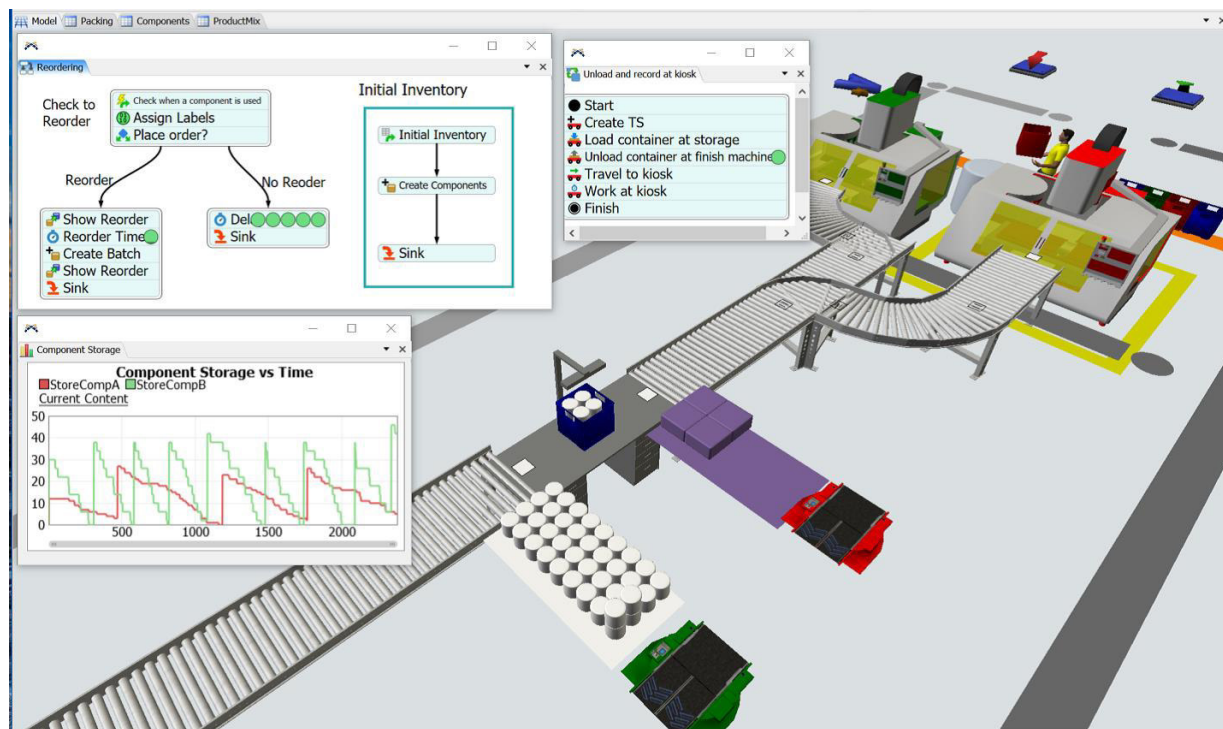 Model Packing Components ProductMix
Reordering
Check to
Reorder
Check when a component is used
Assign Labels
Place order?
Reorder
No Reoder
Show Reorder
Reorder Time
Create Batch
Show Reorder
Sink
Del
Sink
Initial Inventory
Initial Inventory
Create Components
Sink
Unload and record at kiosk
Start
Create TS
Load container at storage
Unload container at finish machine
Travel to kiosk
Work at kiosk
Finish
Component Storage
Component Storage vs Time
StoreCompA StoreCompB
Current Content
50
40
30
20
10
0
500 1000 1500 2000